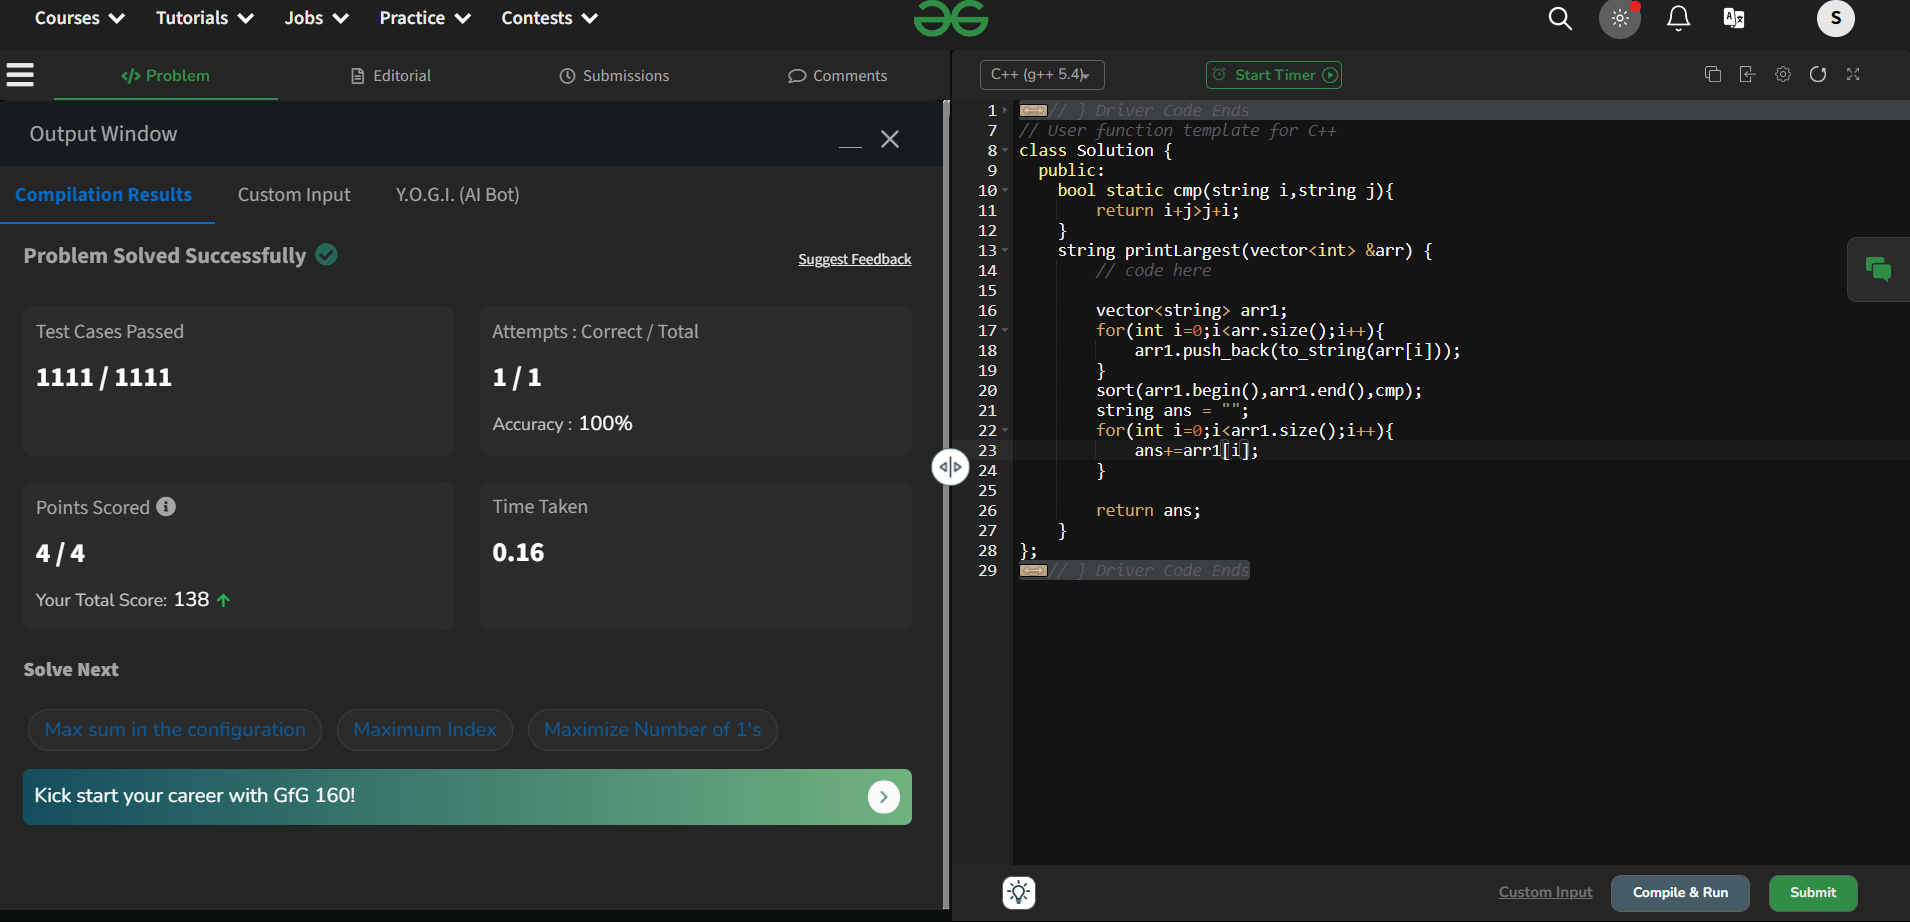 Courses Tutorials Jobs Practice Contests
S
</> Problem Editorial Submissions Comments
C++ (g++ 5.4) Start Timer
Output Window
Compilation Results Custom Input Y.O.G.I. (AI Bot)
Problem Solved Successfully
Suggest Feedback
Test Cases Passed
1111 / 1111
Attempts : Correct / Total
1 / 1
Accuracy : 100%
Points Scored
4 / 4
Your Total Score: 138
Time Taken
0.16
Solve Next
Max sum in the configuration Maximum Index Maximize Number of 1's
Kick start your career with GfG 160!
1 // } Driver Code Ends
7 // User function template for C++
8 class Solution {
9 public:
10 bool static cmp(string i,string j){
11 return i+j>j+i;
12 }
13 string printLargest(vector<int> &arr) {
14 // code here
15
16 vector<string> arr1;
17 for(int i=0;i<arr.size();i++){
18 arr1.push_back(to_string(arr[i]));
19 }
20 sort(arr1.begin(),arr1.end(),cmp);
21 string ans = "";
22 for(int i=0;i<arr1.size();i++){
23 ans+=arr1[i];
24 }
25
26 return ans;
27 }
28 };
29 // } Driver Code Ends
Custom Input Compile & Run Submit